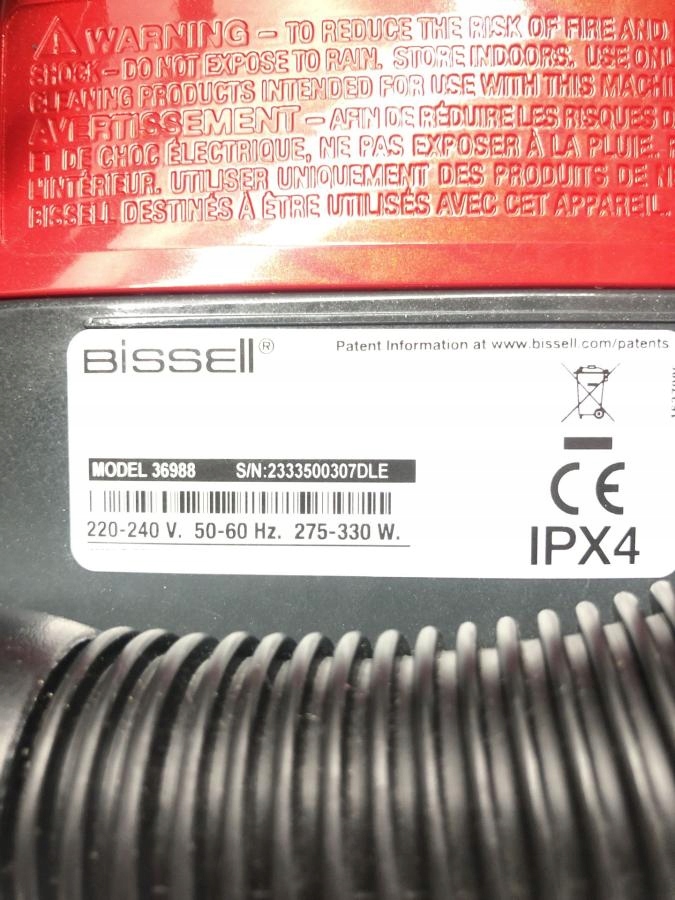 WARNING – TO REDUCE THE RISK OF FIRE AND
SHOCK – DO NOT EXPOSE TO RAIN. STORE INDOORS. USE ONL
CLEANING PRODUCTS INTENDED FOR USE WITH THIS MACHI
AVERTISSEMENT – AFIN DE RÉDUIRE LES RISQUES D
ET DE CHOC ÉLECTRIQUE, NE PAS EXPOSER À LA PLUIE. R
L'INTÉRIEUR. UTILISER UNIQUEMENT DES PRODUITS DE NE
BISSELL DESTINÉS À ÊTRE UTILISÉS AVEC CET APPAREIL.
BISSELL® Patent Information at www.bissell.com/patents
MODEL 36988 S/N:2333500307DLE
220-240 V. 50-60 Hz. 275-330 W.
CE
IPX4